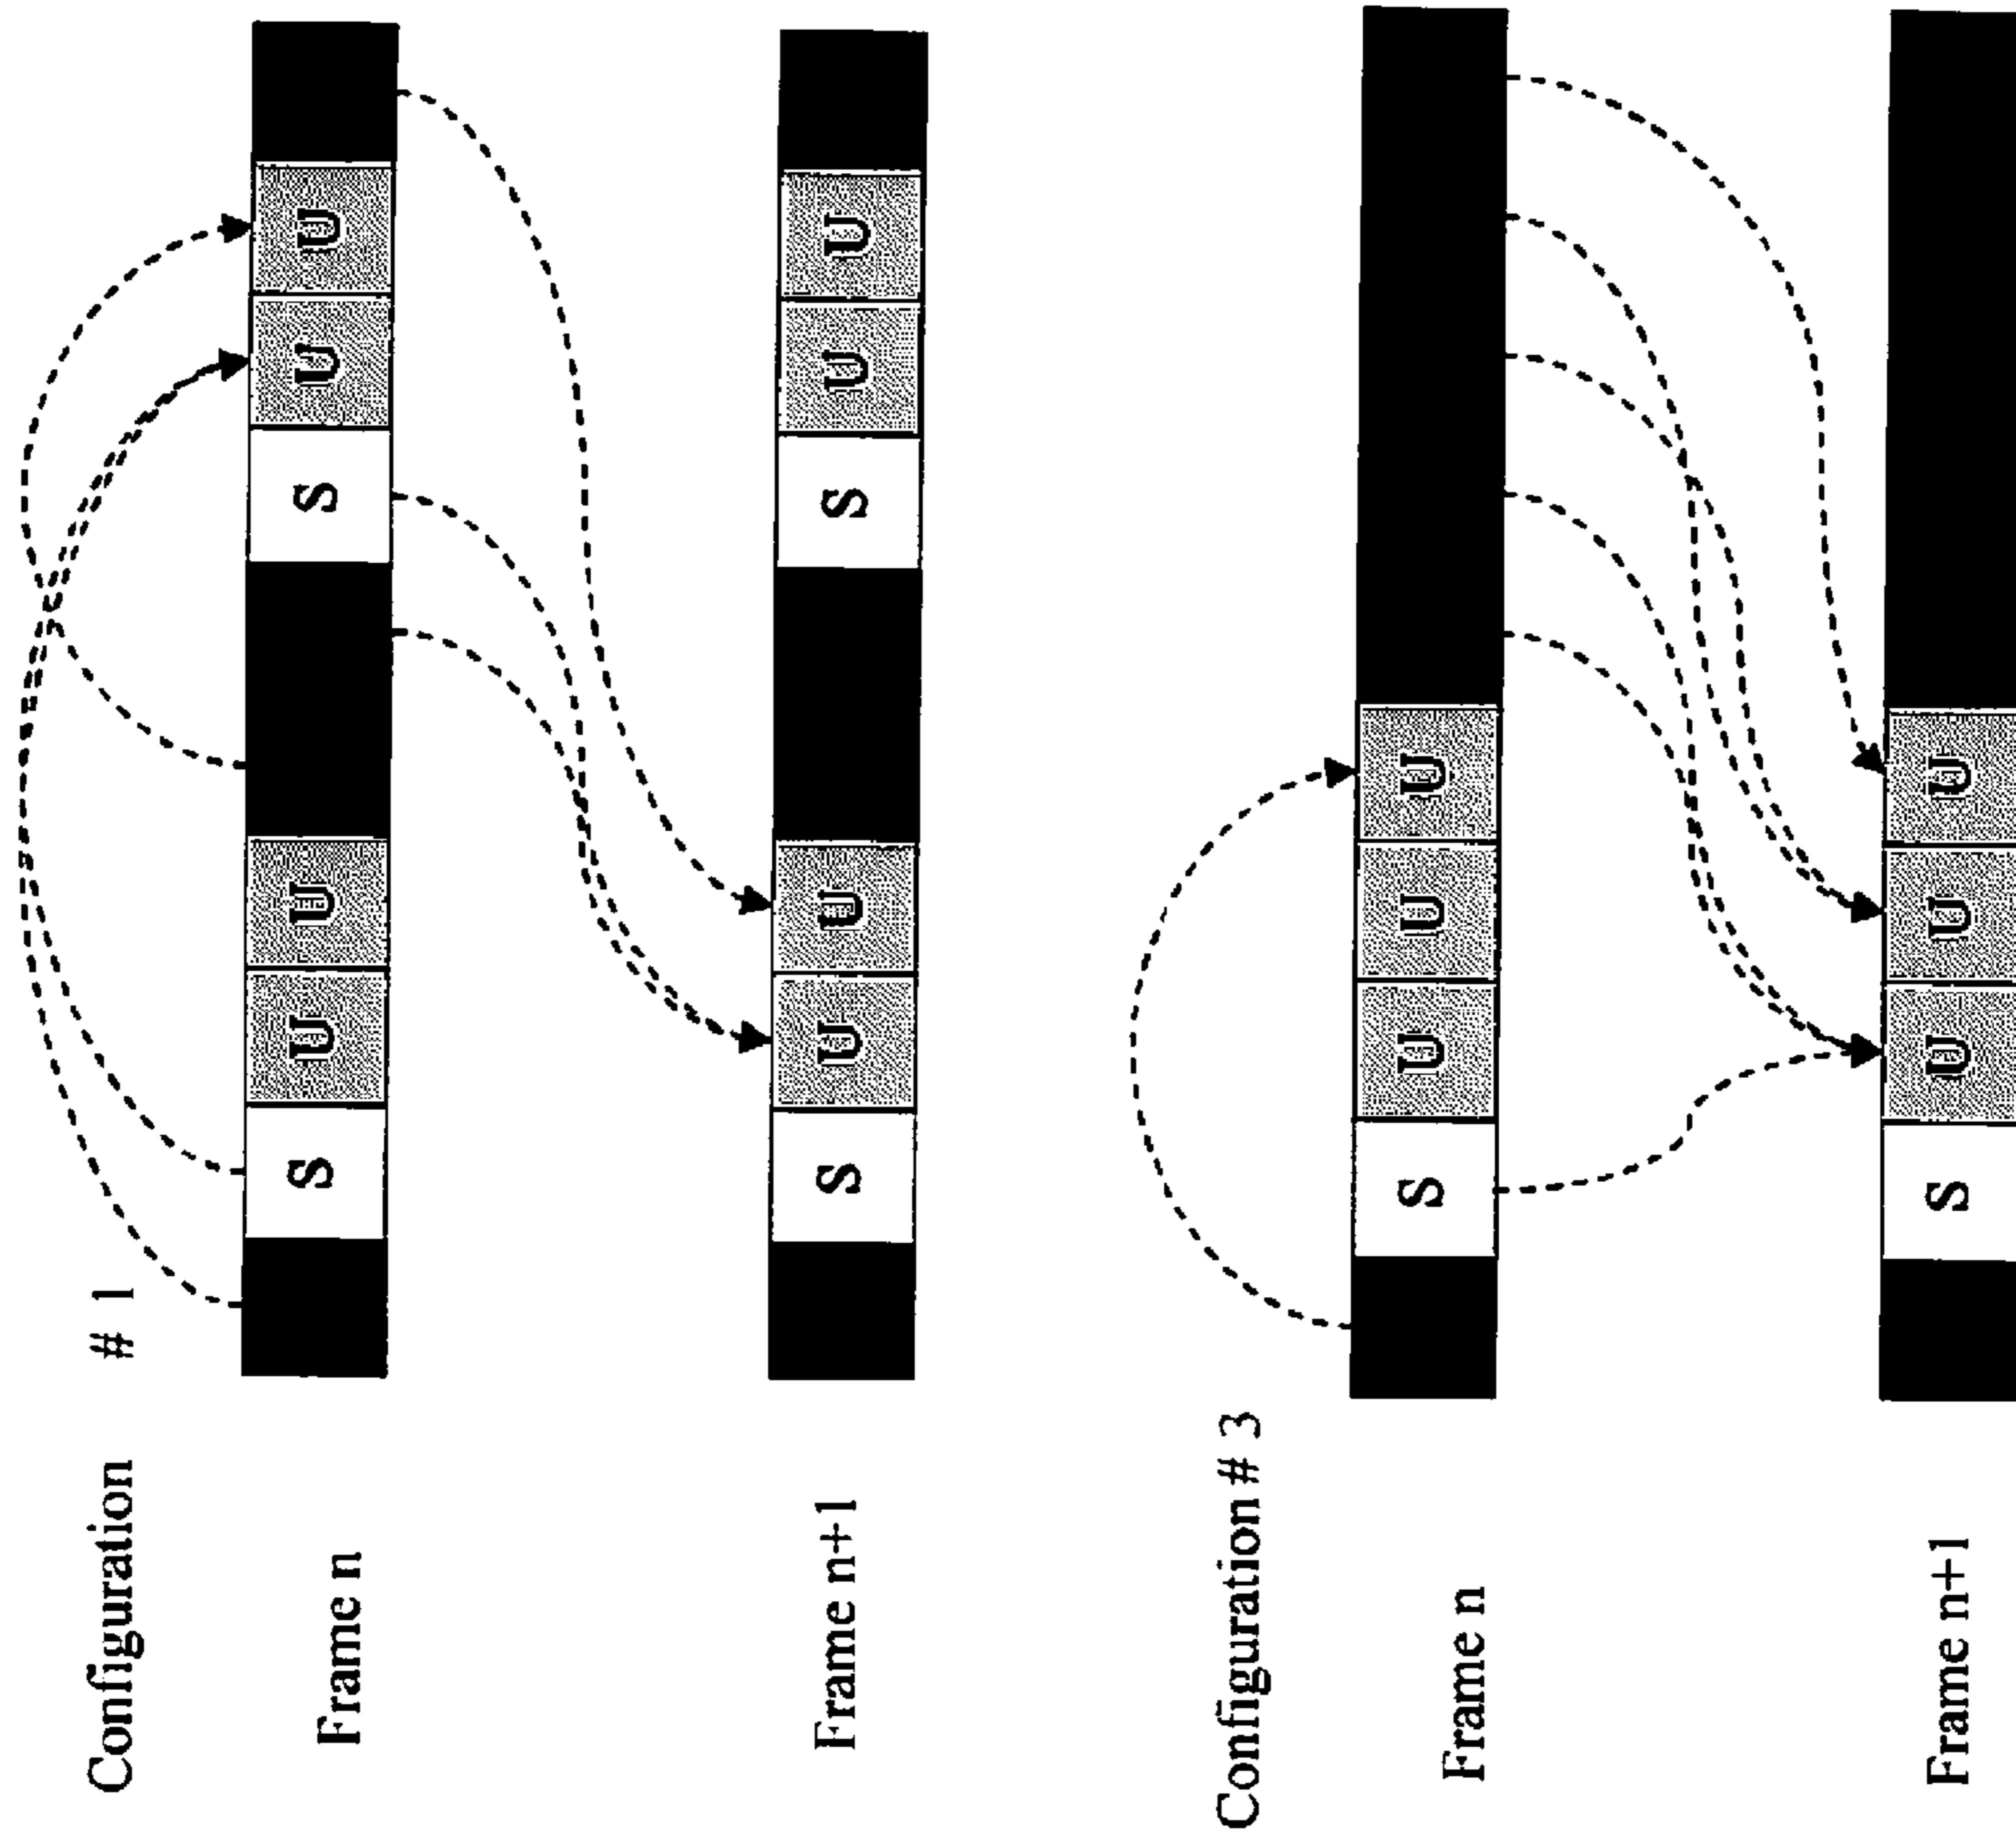 Configuration # 1
Frame n S U U S U U
Frame n+1 S U U S U U
Configuration # 3
Frame n S U U U
Frame n+1 S U U U